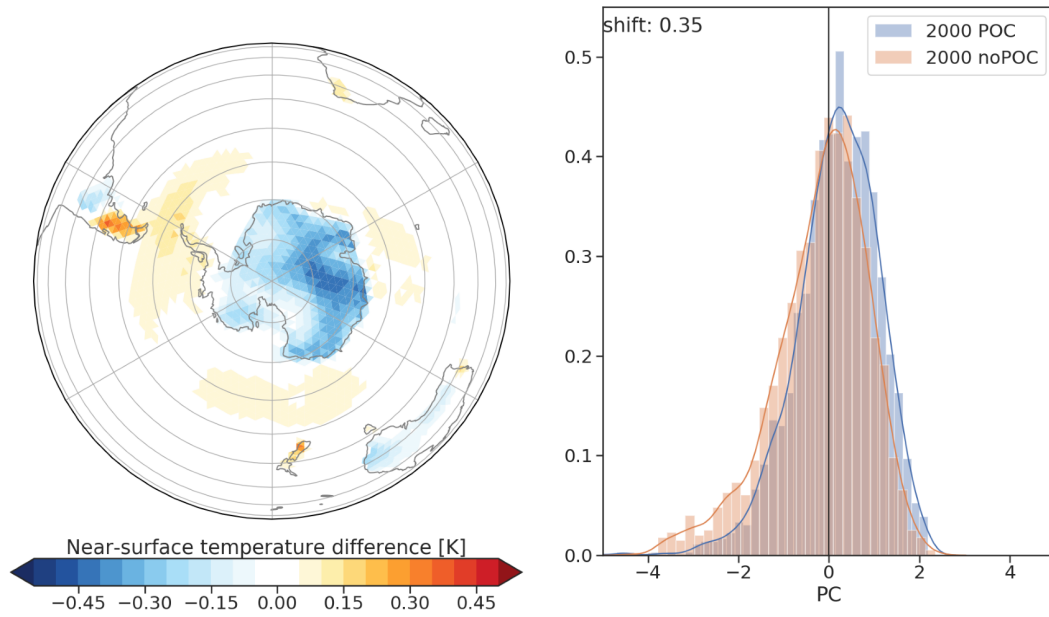 Near-surface temperature difference [K]
−0.45 −0.30 −0.15 0.00 0.15 0.30 0.45
shift: 0.35
2000 POC
2000 noPOC
0.5
0.4
0.3
0.2
0.1
0.0
−4 −2 0 2 4
PC